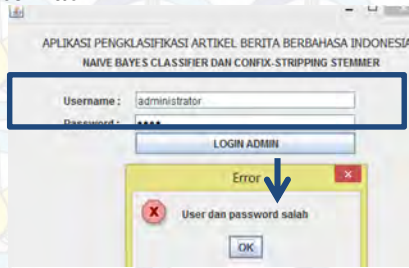 APLIKASI PENGKLASIFIKASI ARTIKEL BERITA BERBAHASA INDONESIA
NAIVE BAYES CLASSIFIER DAN CONFIX-STRIPPING STEMMER
Username : administrator
Password : ••••
LOGIN ADMIN
Error
User dan password salah
OK